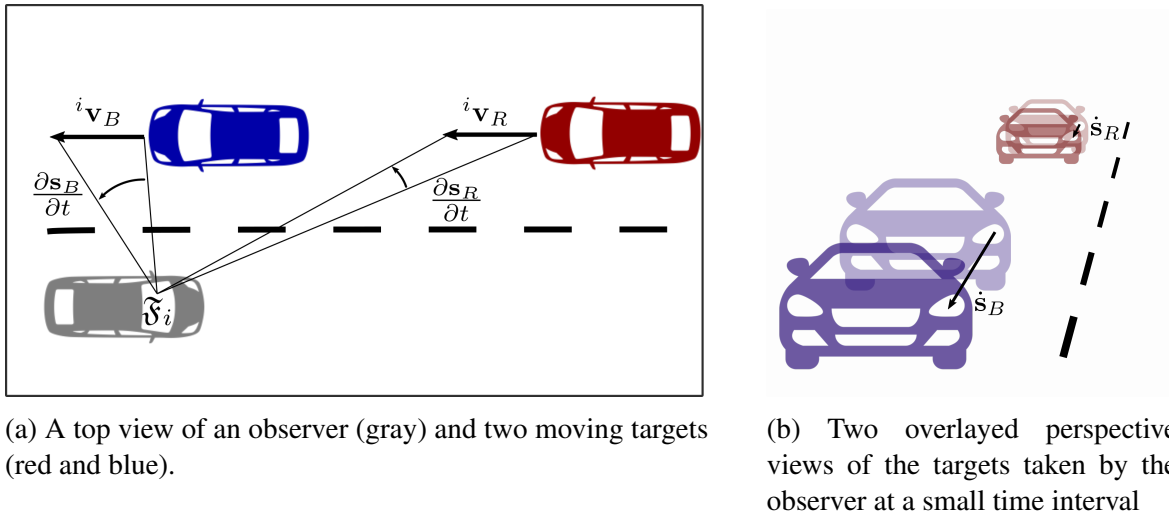 ⁱv_B
ⁱv_R
∂s_B/∂t
∂s_R/∂t
𝔉_i
ṡ_R
ṡ_B
(a) A top view of an observer (gray) and two moving targets
(red and blue).
(b) Two overlayed perspective
views of the targets taken by the
observer at a small time interval